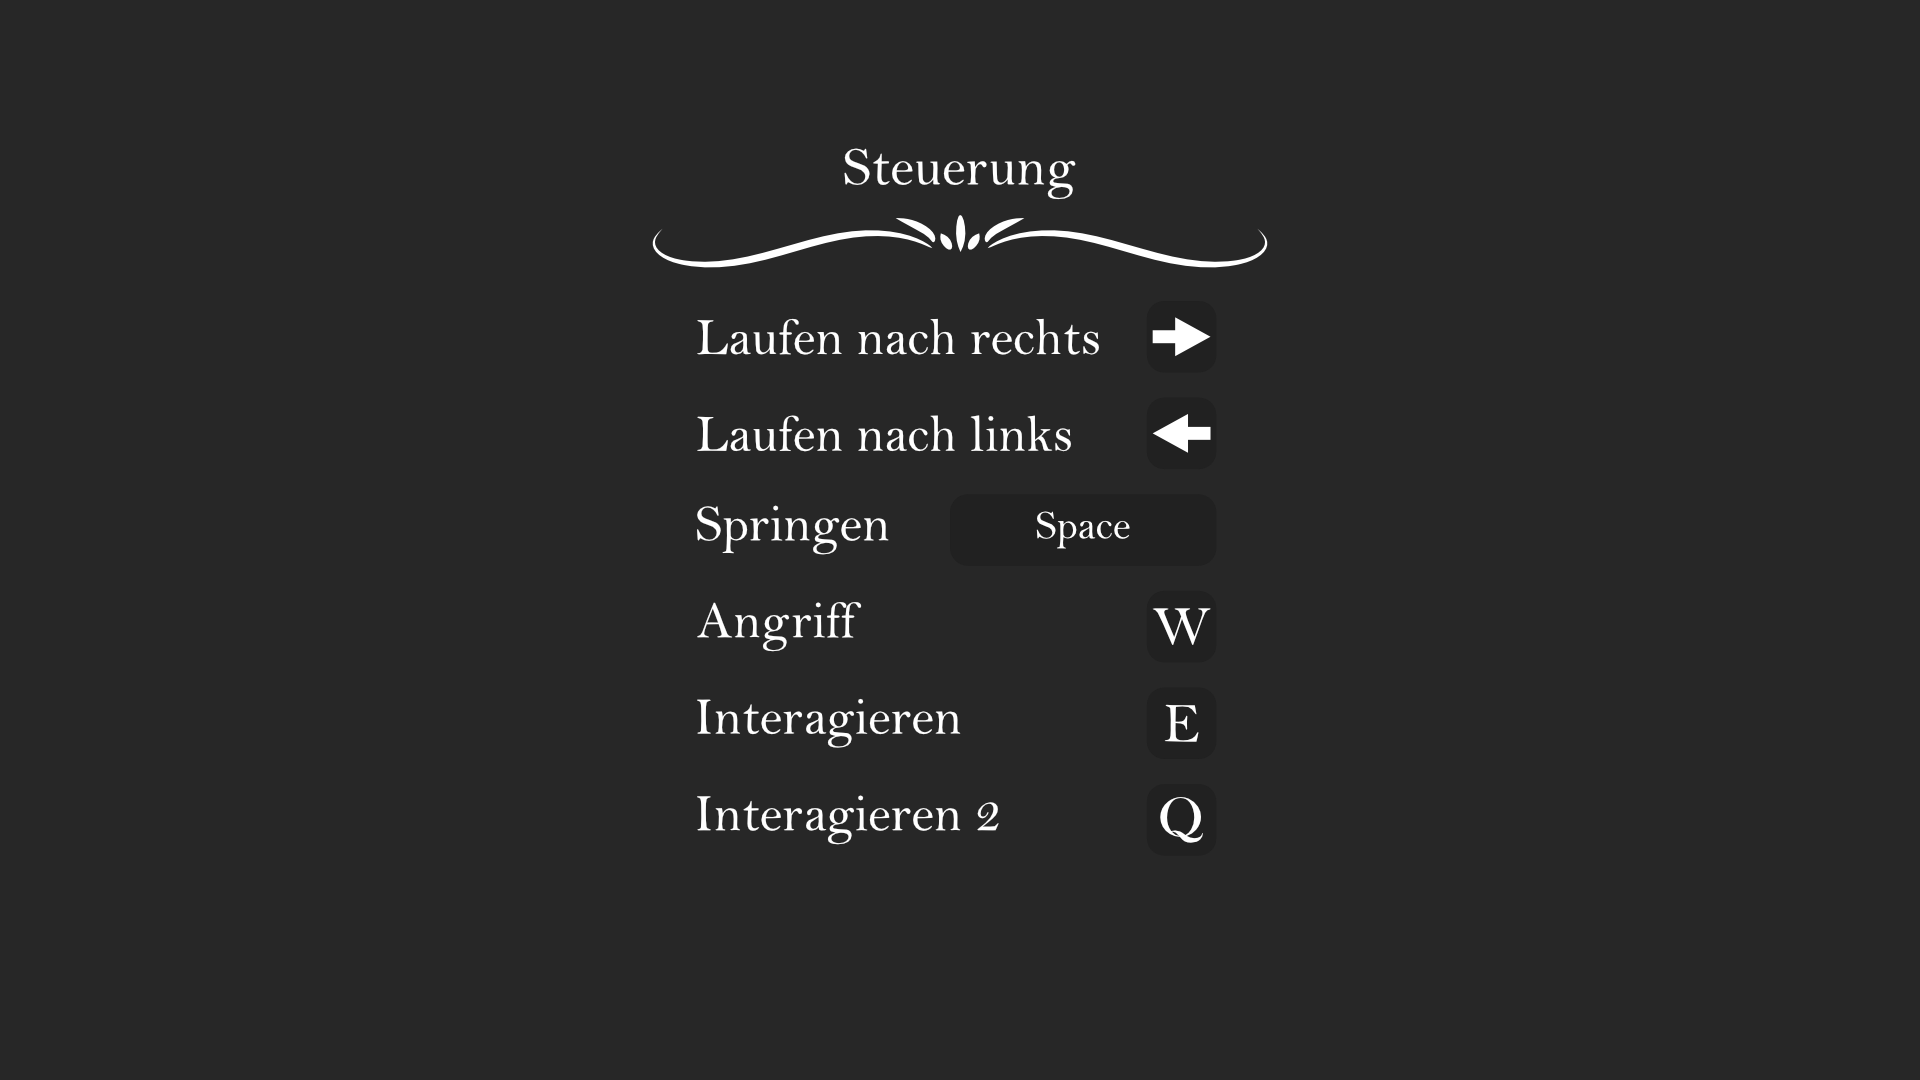 Steuerung
Laufen nach rechts
Laufen nach links
Springen Space
Angriff W
Interagieren E
Interagieren 2 Q